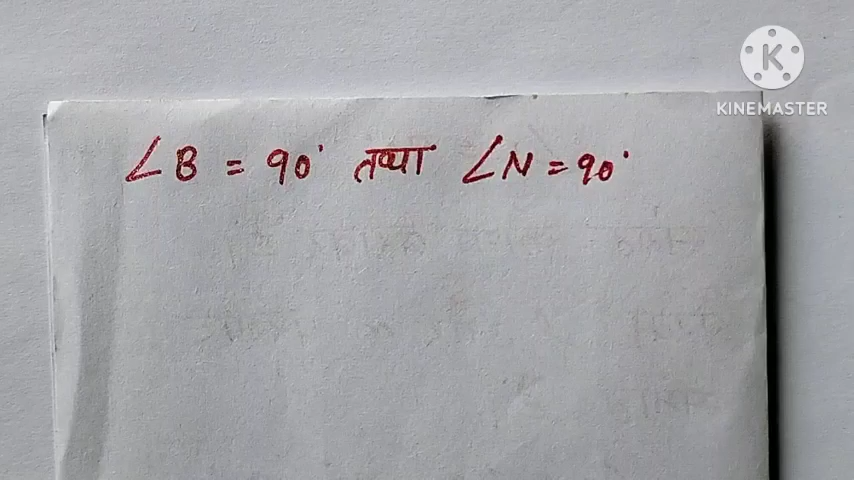 ∠B = 90° तथा ∠N = 90°
KINEMASTER